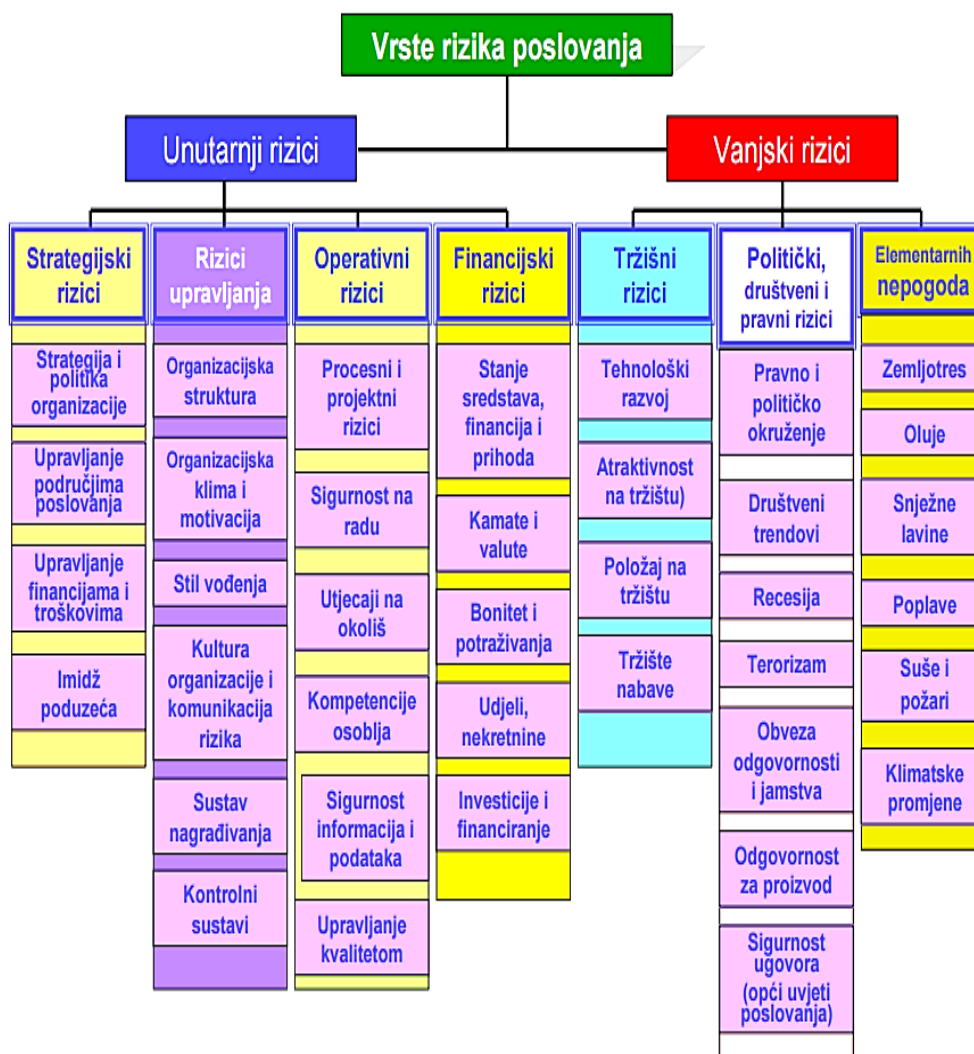 Vrste rizika poslovanja
Unutarnji rizici
Vanjski rizici
Strategijski
rizici
Strategija i
politika
organizacije
Upravljanje
područjima
poslovanja
Upravljanje
financijama i
troškovima
Imidž
poduzeća
Rizici
upravljanja
Organizacijska
struktura
Organizacijska
klima i
motivacija
Stil vođenja
Kultura
organizacije i
komunikacija
rizika
Sustav
nagrađivanja
Kontrolni
sustavi
Operativni
rizici
Procesni i
projektni
rizici
Sigurnost na
radu
Utjecaji na
okoliš
Kompetencije
osoblja
Sigurnost
informacija i
podataka
Upravljanje
kvalitetom
Financijski
rizici
Stanje
sredstava,
financija i
prihoda
Kamate i
valute
Bonitet i
potraživanja
Udjeli,
nekretnine
Investicije i
financiranje
Tržišni
rizici
Tehnološki
razvoj
Atraktivnost
na tržištu)
Položaj na
tržištu
Tržište
nabave
Politički,
društveni i
pravni rizici
Pravno i
političko
okruženje
Društveni
trendovi
Recesija
Terorizam
Obveza
odgovornosti
i jamstva
Odgovornost
za proizvod
Sigurnost
ugovora
(opći uvjeti
poslovanja)
Elementarnih
nepogoda
Zemljotres
Oluje
Snježne
lavine
Poplave
Suše i
požari
Klimatske
promjene